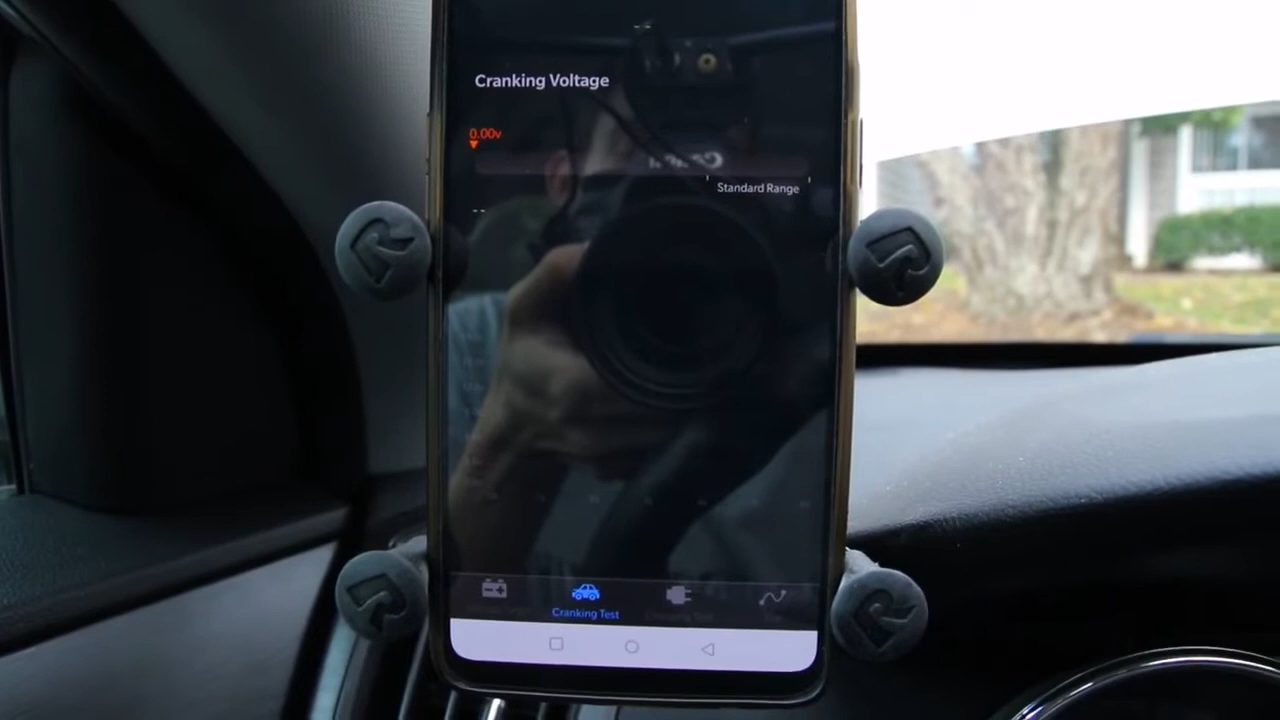 Cranking Voltage
0.00v
Standard Range
--
Cranking Test